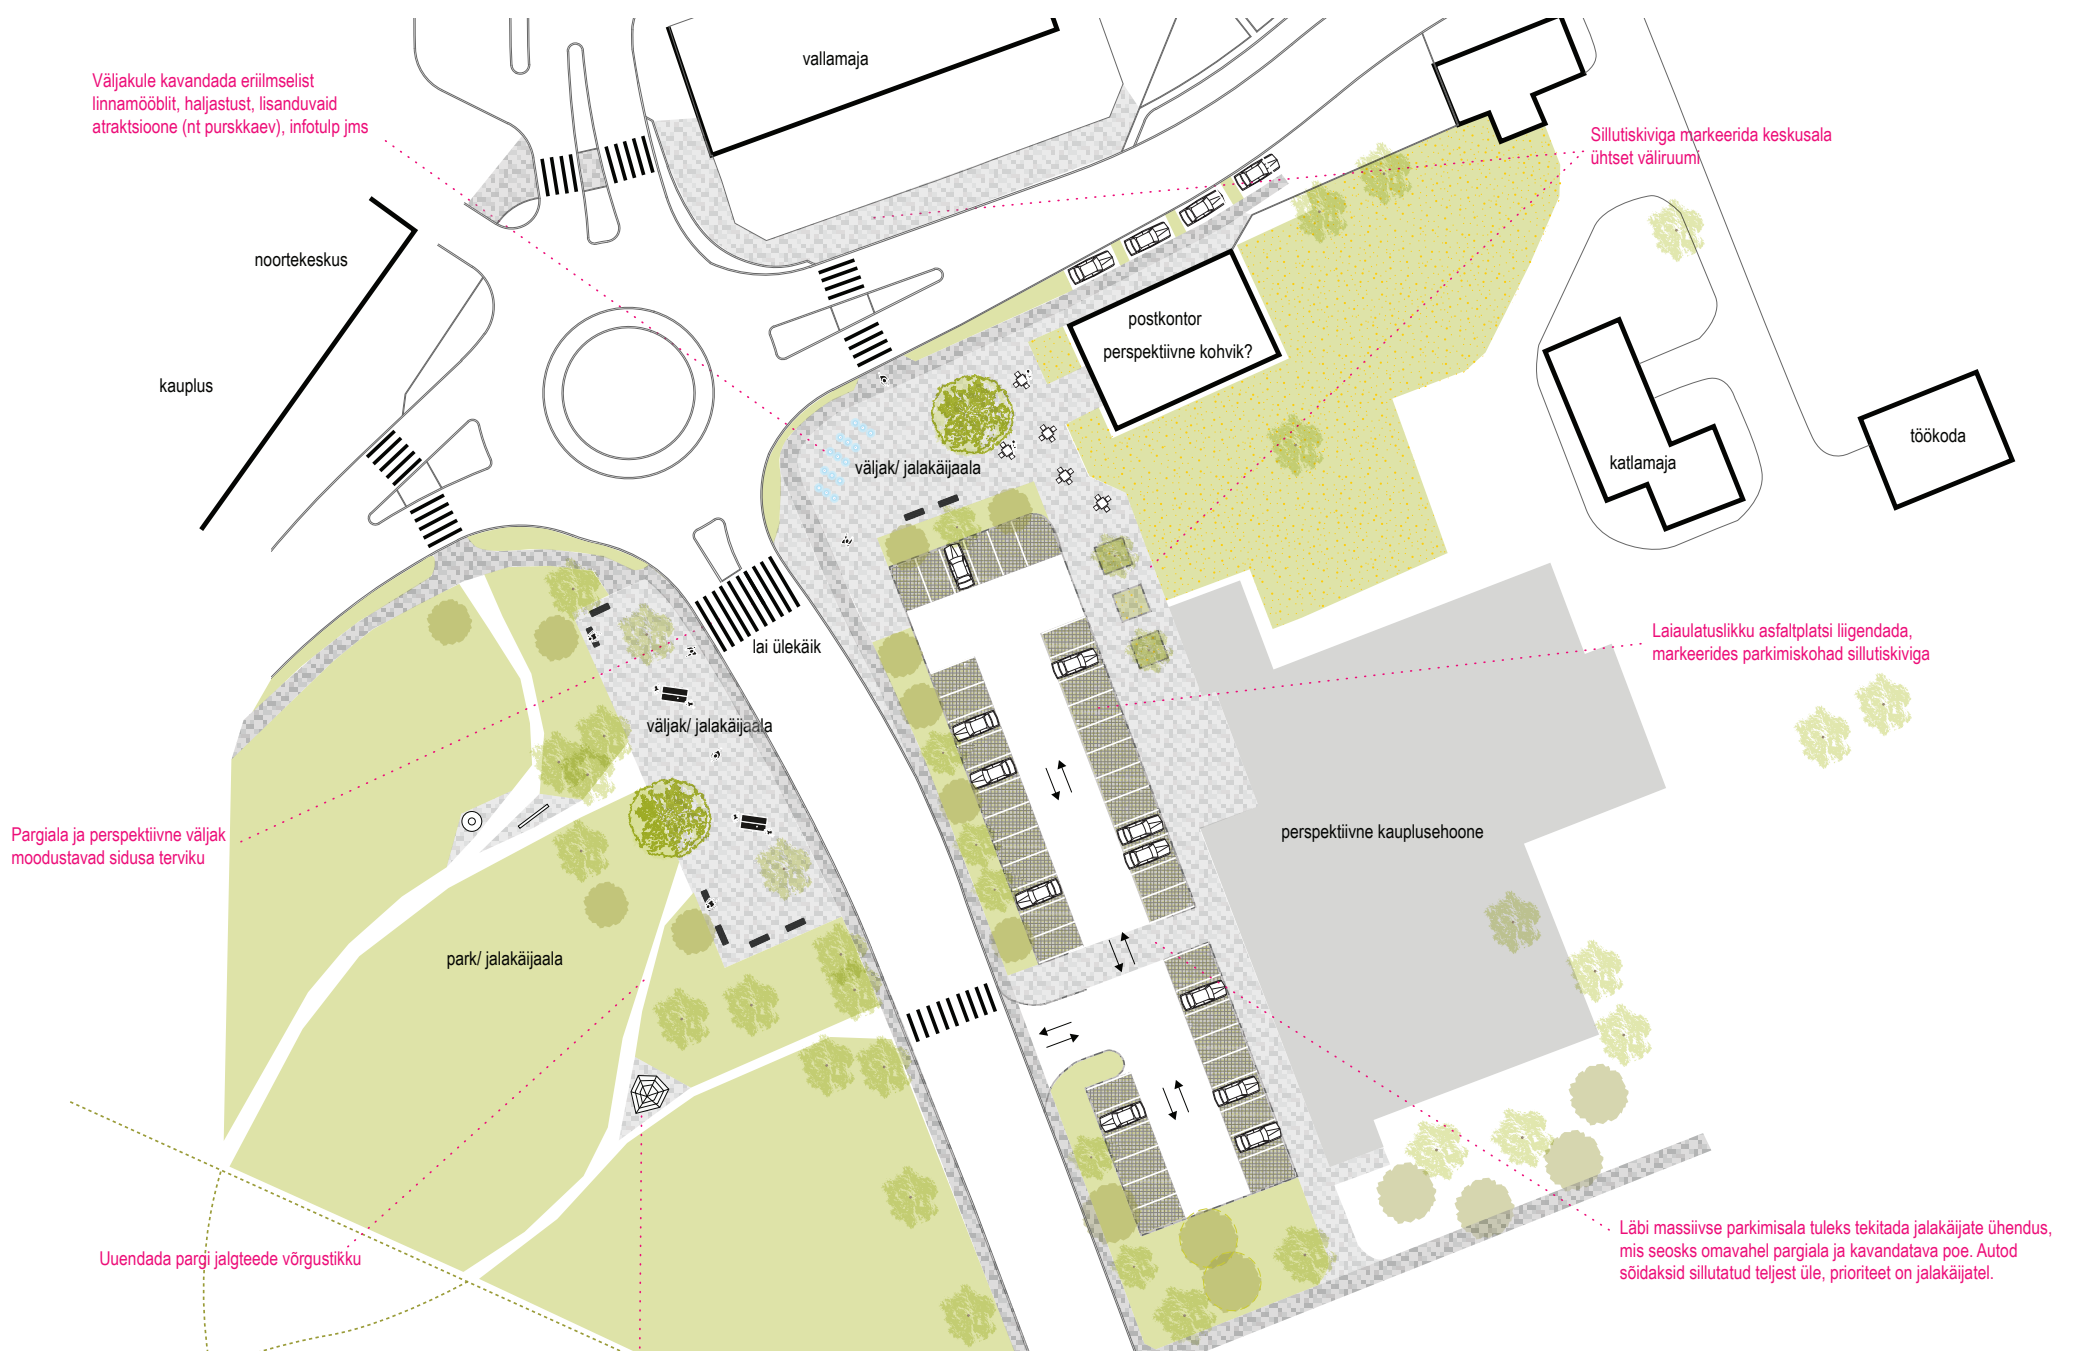 vallamaja
Väljakule kavandada eriilmselist
linnamööblit, haljastust, lisanduvaid
atraktsioone (nt purskkaev), infotulp jms
Sillutiskiviga markeerida keskusala
ühtset väliruumi
noortekeskus
kauplus
postkontor
perspektiivne kohvik?
väljak/ jalakäijaala
katlamaja
töökoda
lai ülekäik
Laiaulatuslikku asfaltplatsi liigendada,
markeerides parkimiskohad sillutiskiviga
väljak/ jalakäijaala
Pargiala ja perspektiivne väljak
moodustavad sidusa terviku
perspektiivne kauplusehoone
park/ jalakäijaala
Uuendada pargi jalgteede võrgustikku
Läbi massiivse parkimisala tuleks tekitada jalakäijate ühendus,
mis seosks omavahel pargiala ja kavandatava poe. Autod
sõidaksid sillutatud teljest üle, prioriteet on jalakäijatel.